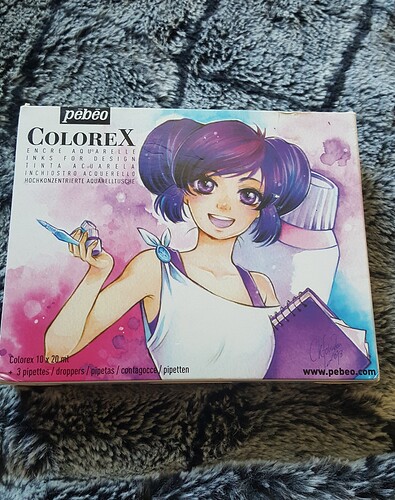 pebeo
COLOREX
ENCRE AQUARELLE
INKS FOR DESIGN
TINTA ACUARELA
INCHIOSTRO ACQUERELLO
HOCHKONZENTRIERTE AQUARELLTUSCHE
Colorex 10 x 20 ml
+ 3 pipettes / droppers / pipetas / contagocce / pipetten
www.pebeo.com